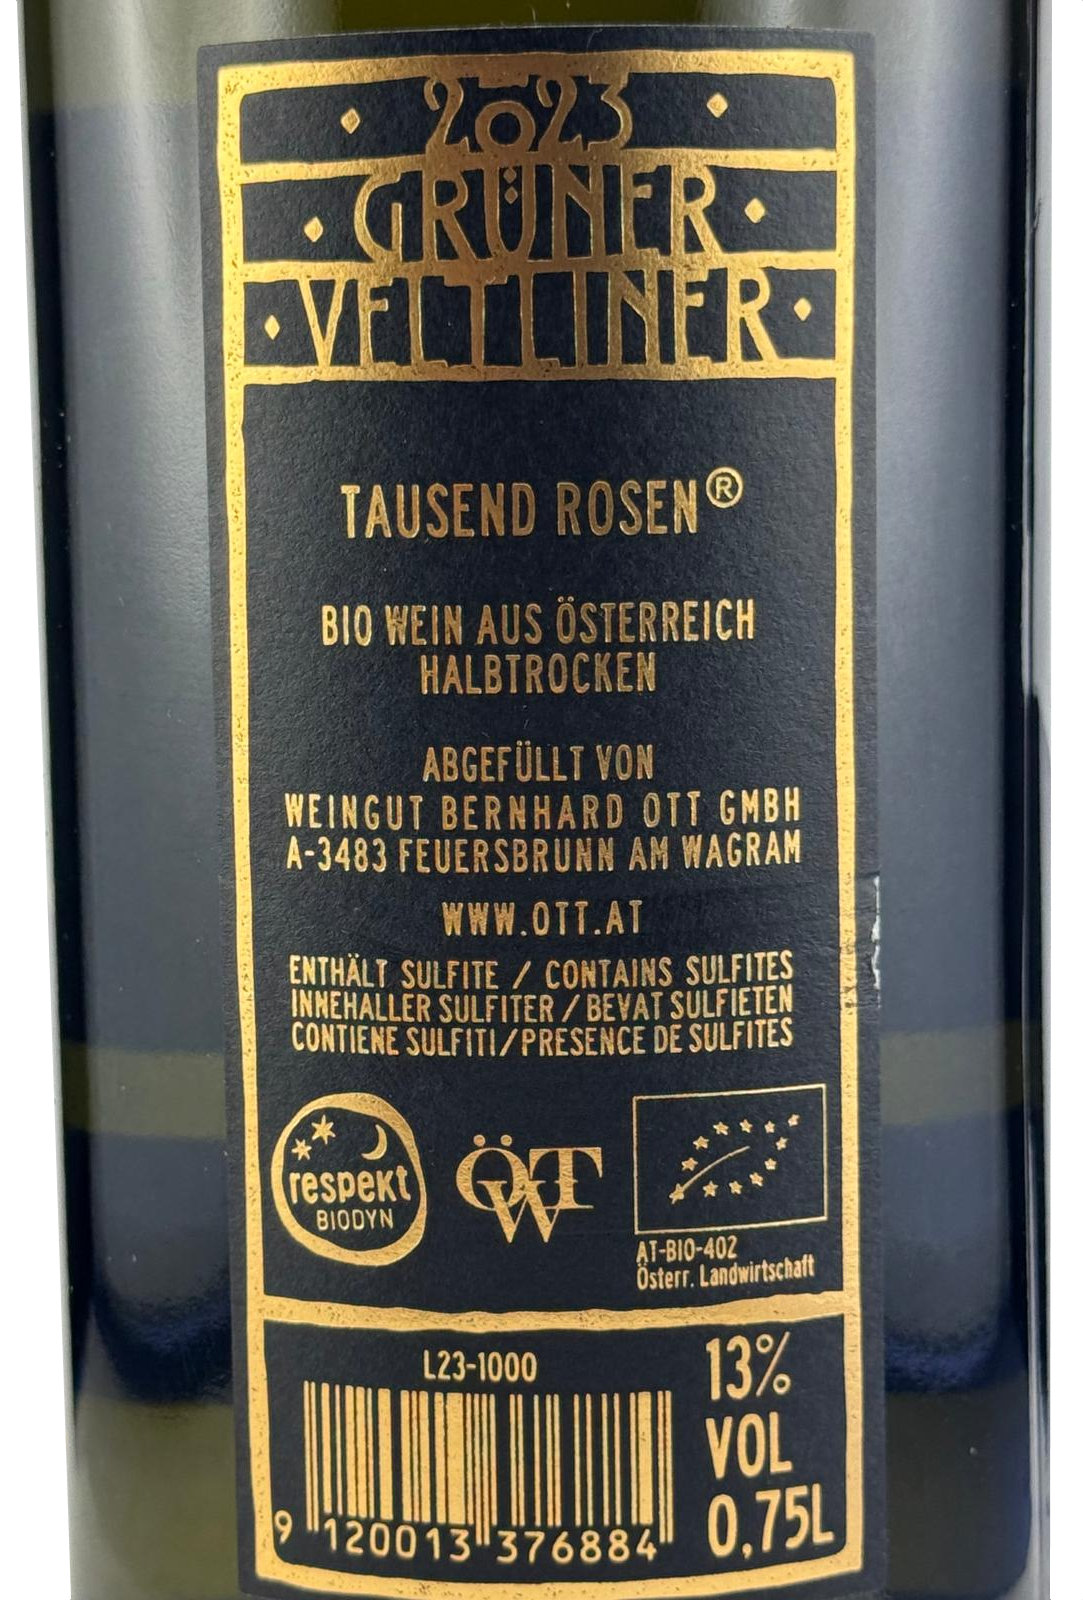 2023
GRÜNER
VELTLINER
TAUSEND ROSEN®
BIO WEIN AUS ÖSTERREICH
HALBTROCKEN
ABGEFÜLLT VON
WEINGUT BERNHARD OTT GMBH
A-3483 FEUERSBRUNN AM WAGRAM
WWW.OTT.AT
ENTHÄLT SULFITE / CONTAINS SULFITES
INNEHALLER SULFITER / BEVAT SULFIETEN
CONTIENE SULFITI/PRESENCE DE SULFITES
respekt
BIODYN
ÖTW
AT-BIO-402
Österr. Landwirtschaft
L23-1000
9 120013 376884
13%
VOL
0,75L